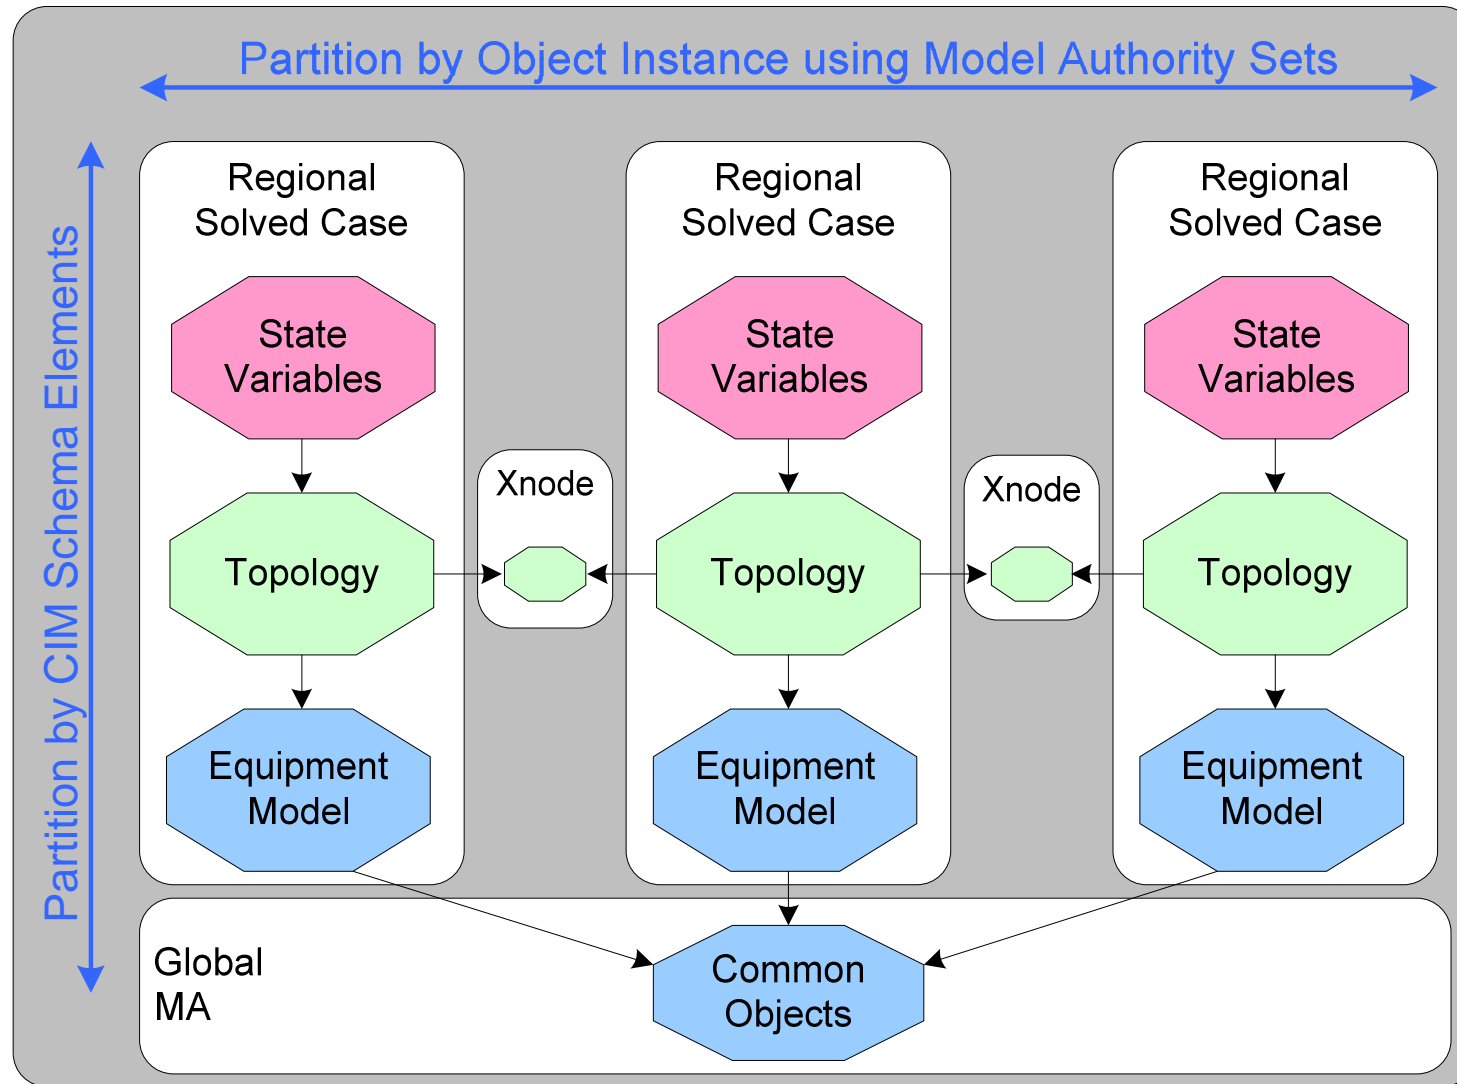 Partition by Object Instance using Model Authority Sets
Partition by CIM Schema Elements
Regional
Solved Case
State
Variables
Topology
Equipment
Model
Xnode
Regional
Solved Case
State
Variables
Topology
Equipment
Model
Xnode
Regional
Solved Case
State
Variables
Topology
Equipment
Model
Global
MA
Common
Objects